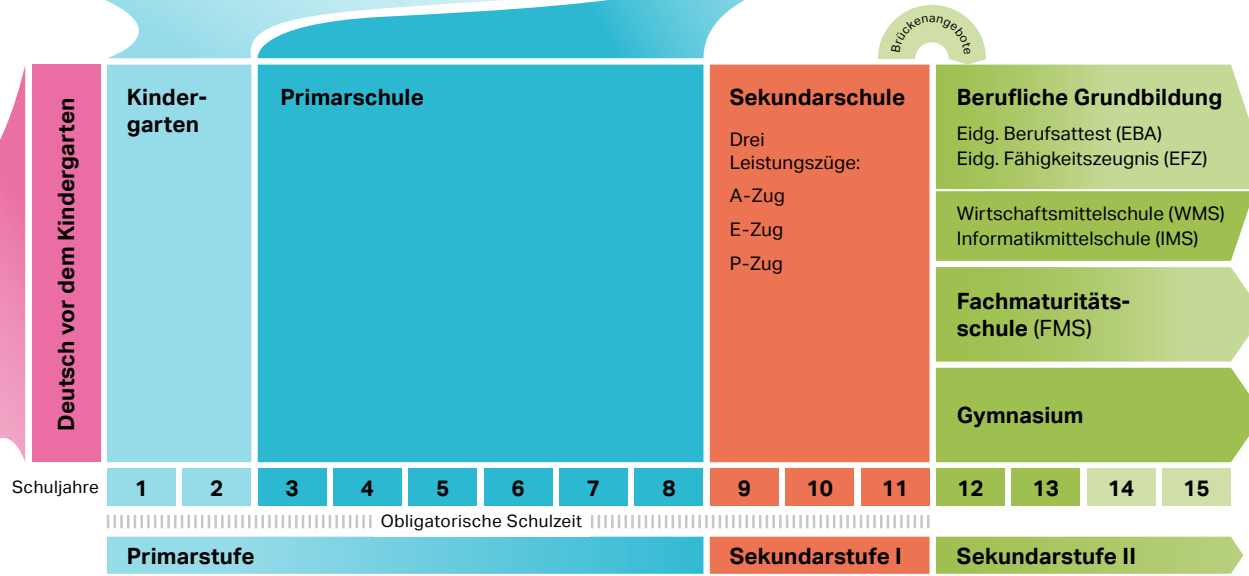 Brückenangebote
Deutsch vor dem Kindergarten
Kinder-
garten
Primarschule
Sekundarschule
Drei
Leistungszüge:
A-Zug
E-Zug
P-Zug
Berufliche Grundbildung
Eidg. Berufsattest (EBA)
Eidg. Fähigkeitszeugnis (EFZ)
Wirtschaftsmittelschule (WMS)
Informatikmittelschule (IMS)
Fachmaturitäts-
schule (FMS)
Gymnasium
Schuljahre 1 2 3 4 5 6 7 8 9 10 11 12 13 14 15
Obligatorische Schulzeit
Primarstufe Sekundarstufe I Sekundarstufe II